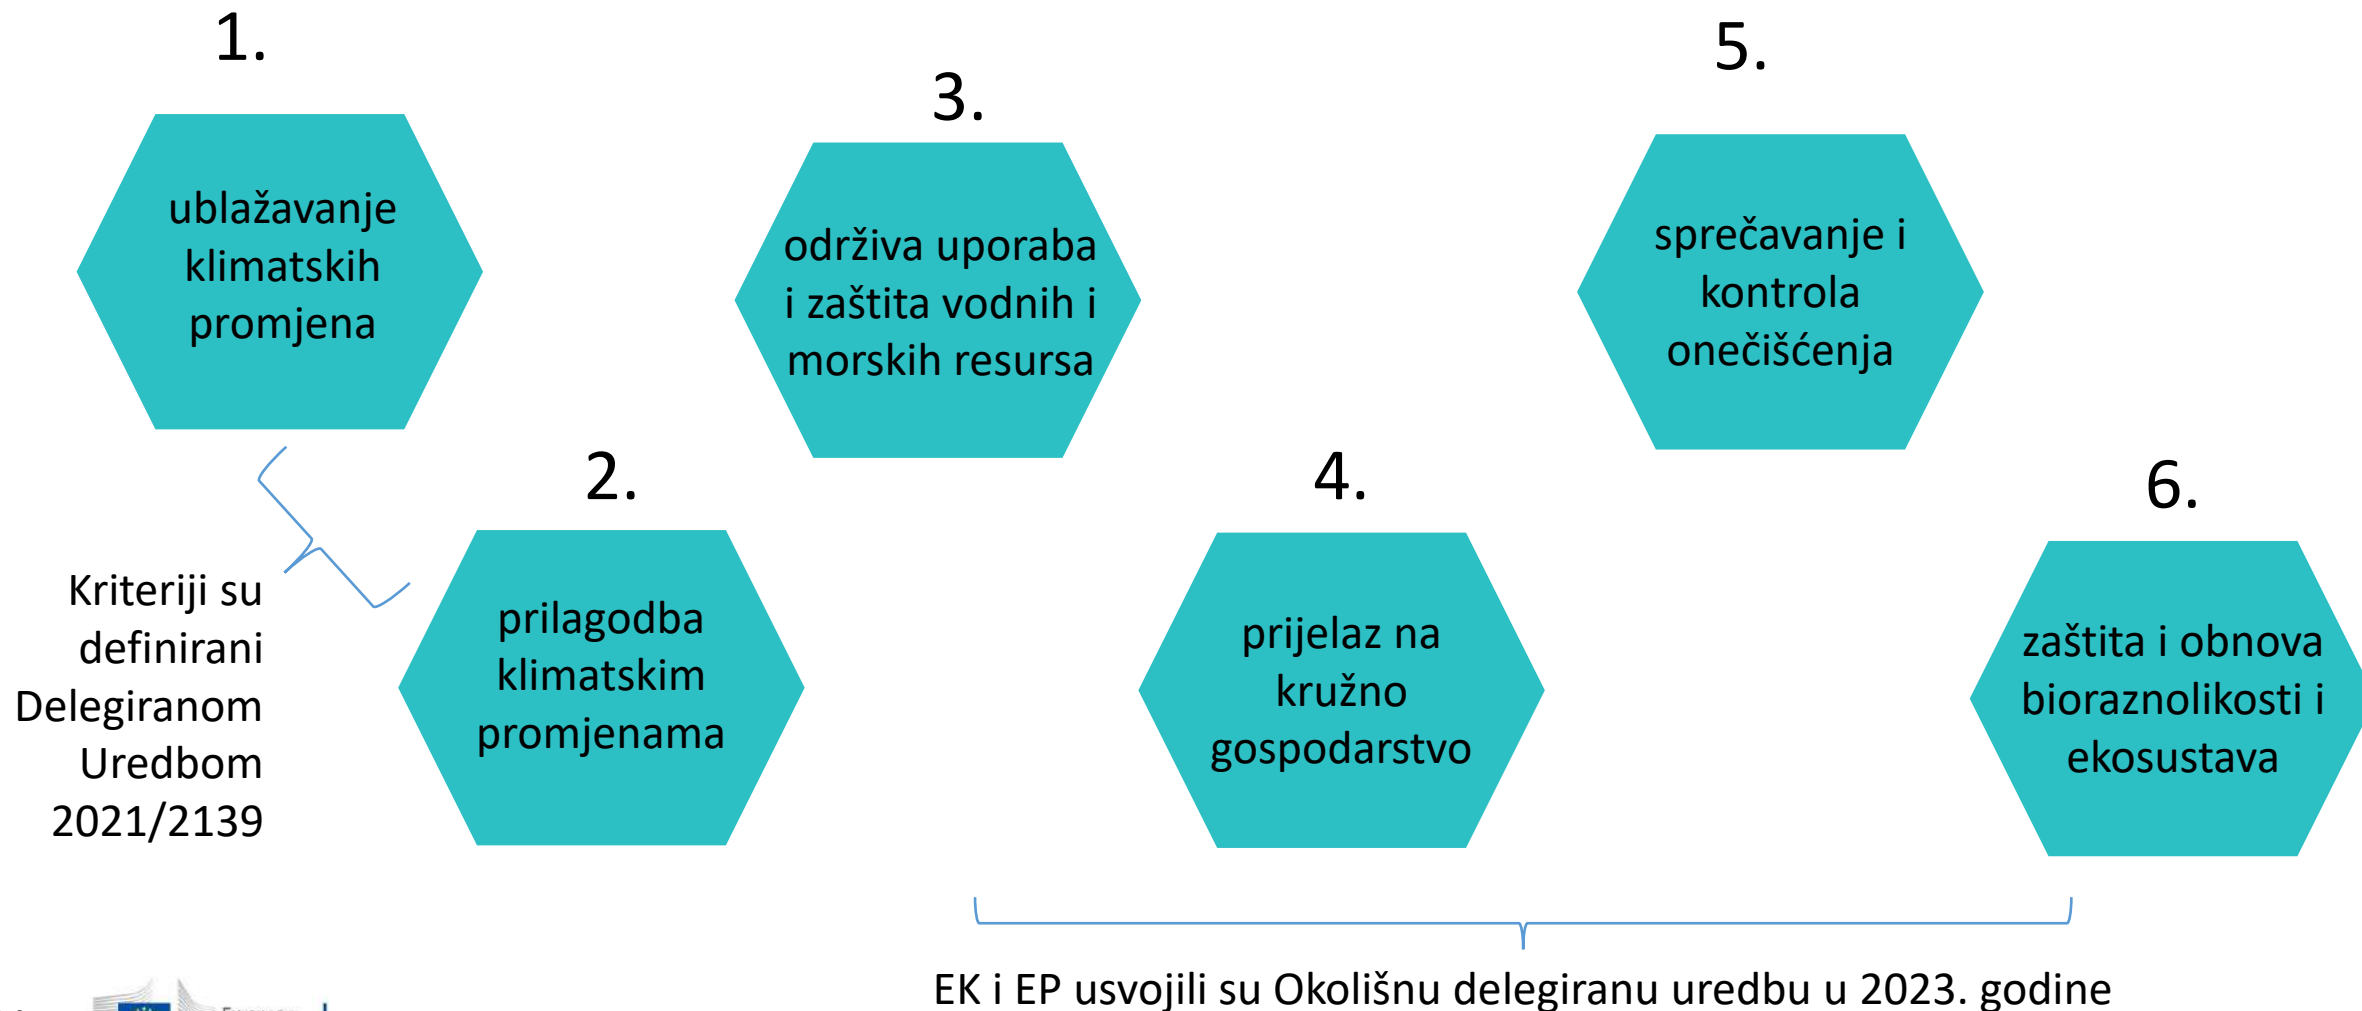 1.
ublažavanje
klimatskih
promjena
2.
prilagodba
klimatskim
promjenama
Kriteriji su
definirani
Delegiranom
Uredbom
2021/2139
3.
održiva uporaba
i zaštita vodnih i
morskih resursa
4.
prijelaz na
kružno
gospodarstvo
5.
sprečavanje i
kontrola
onečišćenja
6.
zaštita i obnova
bioraznolikosti i
ekosustava
EK i EP usvojili su Okolišnu delegiranu uredbu u 2023. godine